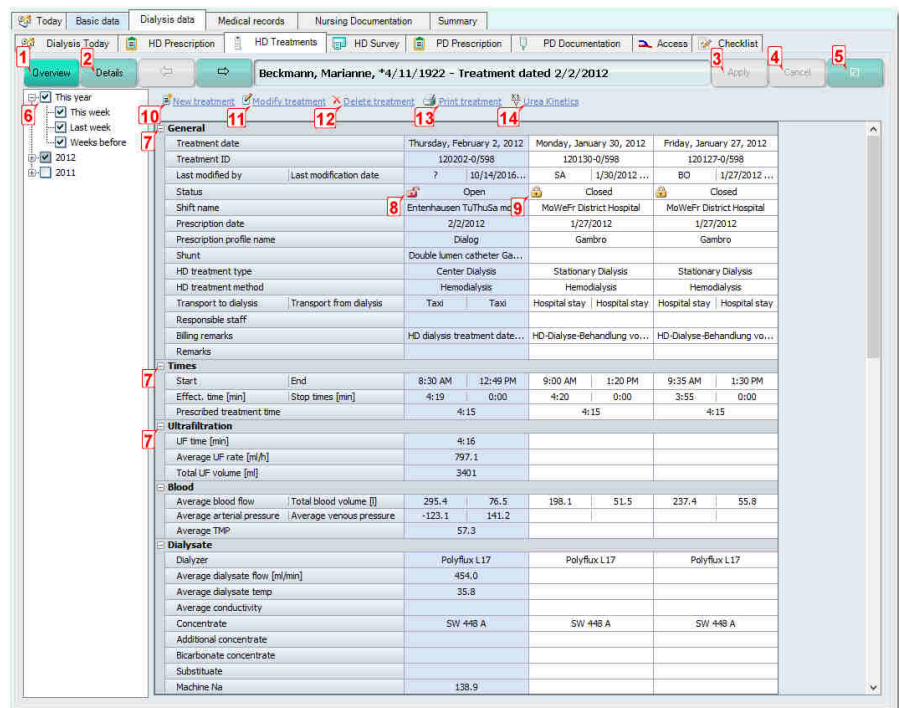 Today Basic data Dialysis data Medical records Nursing Documentation Summary
Dialysis Today HD Prescription HD Treatments HD Survey PD Prescription PD Documentation Access Checklist
1 2 3 4 5
Overview Details Beckmann, Marianne, *4/11/1922 - Treatment dated 2/2/2012 Apply Cancel
6 This year
This week
Last week
Weeks before
2012
2011
New treatment Modify treatment Delete treatment Print treatment Urea Kinetics
10 11 12 13 14
General
7 Treatment date Thursday, February 2, 2012 Monday, January 30, 2012 Friday, January 27, 2012
Treatment ID 120202-0/598 120130-0/598 120127-0/598
Last modified by Last modification date ? 10/14/2016... SA 1/30/2012 ... BO 1/27/2012 ...
Status Open Closed Closed
8 9
Shift name Entenhausen TuThuSa mo MoWeFr District Hospital MoWeFr District Hospital
Prescription date 2/2/2012 1/27/2012 1/27/2012
Prescription profile name Dialog Gambro Gambro
Shunt Double lumen catheter Ga...
HD treatment type Center Dialysis Stationary Dialysis Stationary Dialysis
HD treatment method Hemodialysis Hemodialysis Hemodialysis
Transport to dialysis Transport from dialysis Taxi Taxi Hospital stay Hospital stay Hospital stay Hospital stay
Responsible staff
Billing remarks HD dialysis treatment date... HD-Dialyse-Behandlung vo... HD-Dialyse-Behandlung vo...
Remarks
Times
7 Start End 8:30 AM 12:49 PM 9:00 AM 1:20 PM 9:35 AM 1:30 PM
Effect. time [min] Stop times [min] 4:19 0:00 4:20 0:00 3:55 0:00
Prescribed treatment time 4:15 4:15 4:15
Ultrafiltration
7 UF time [min] 4:16
Average UF rate [ml/h] 797.1
Total UF volume [ml] 3401
Blood
Average blood flow Total blood volume [l] 295.4 76.5 198.1 51.5 237.4 55.8
Average arterial pressure Average venous pressure -123.1 141.2
Average TMP 57.3
Dialysate
Dialyzer Polyflux L17 Polyflux L17 Polyflux L17
Average dialysate flow [ml/min] 454.0
Average dialysate temp 35.8
Average conductivity
Concentrate SW 448 A SW 448 A SW 448 A
Additional concentrate
Bicarbonate concentrate
Substituate
Machine Na 138.9